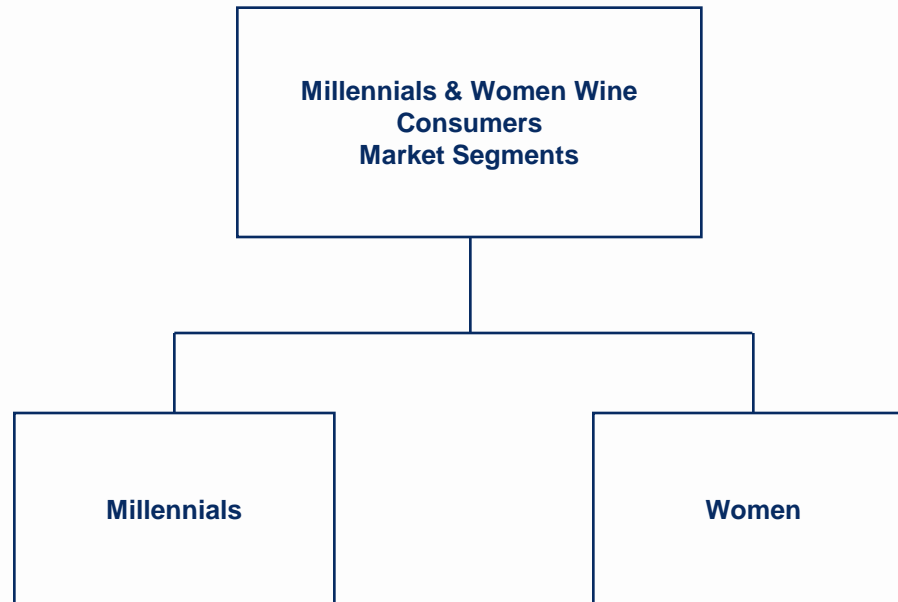 Millennials & Women Wine
Consumers
Market Segments
Millennials
Women